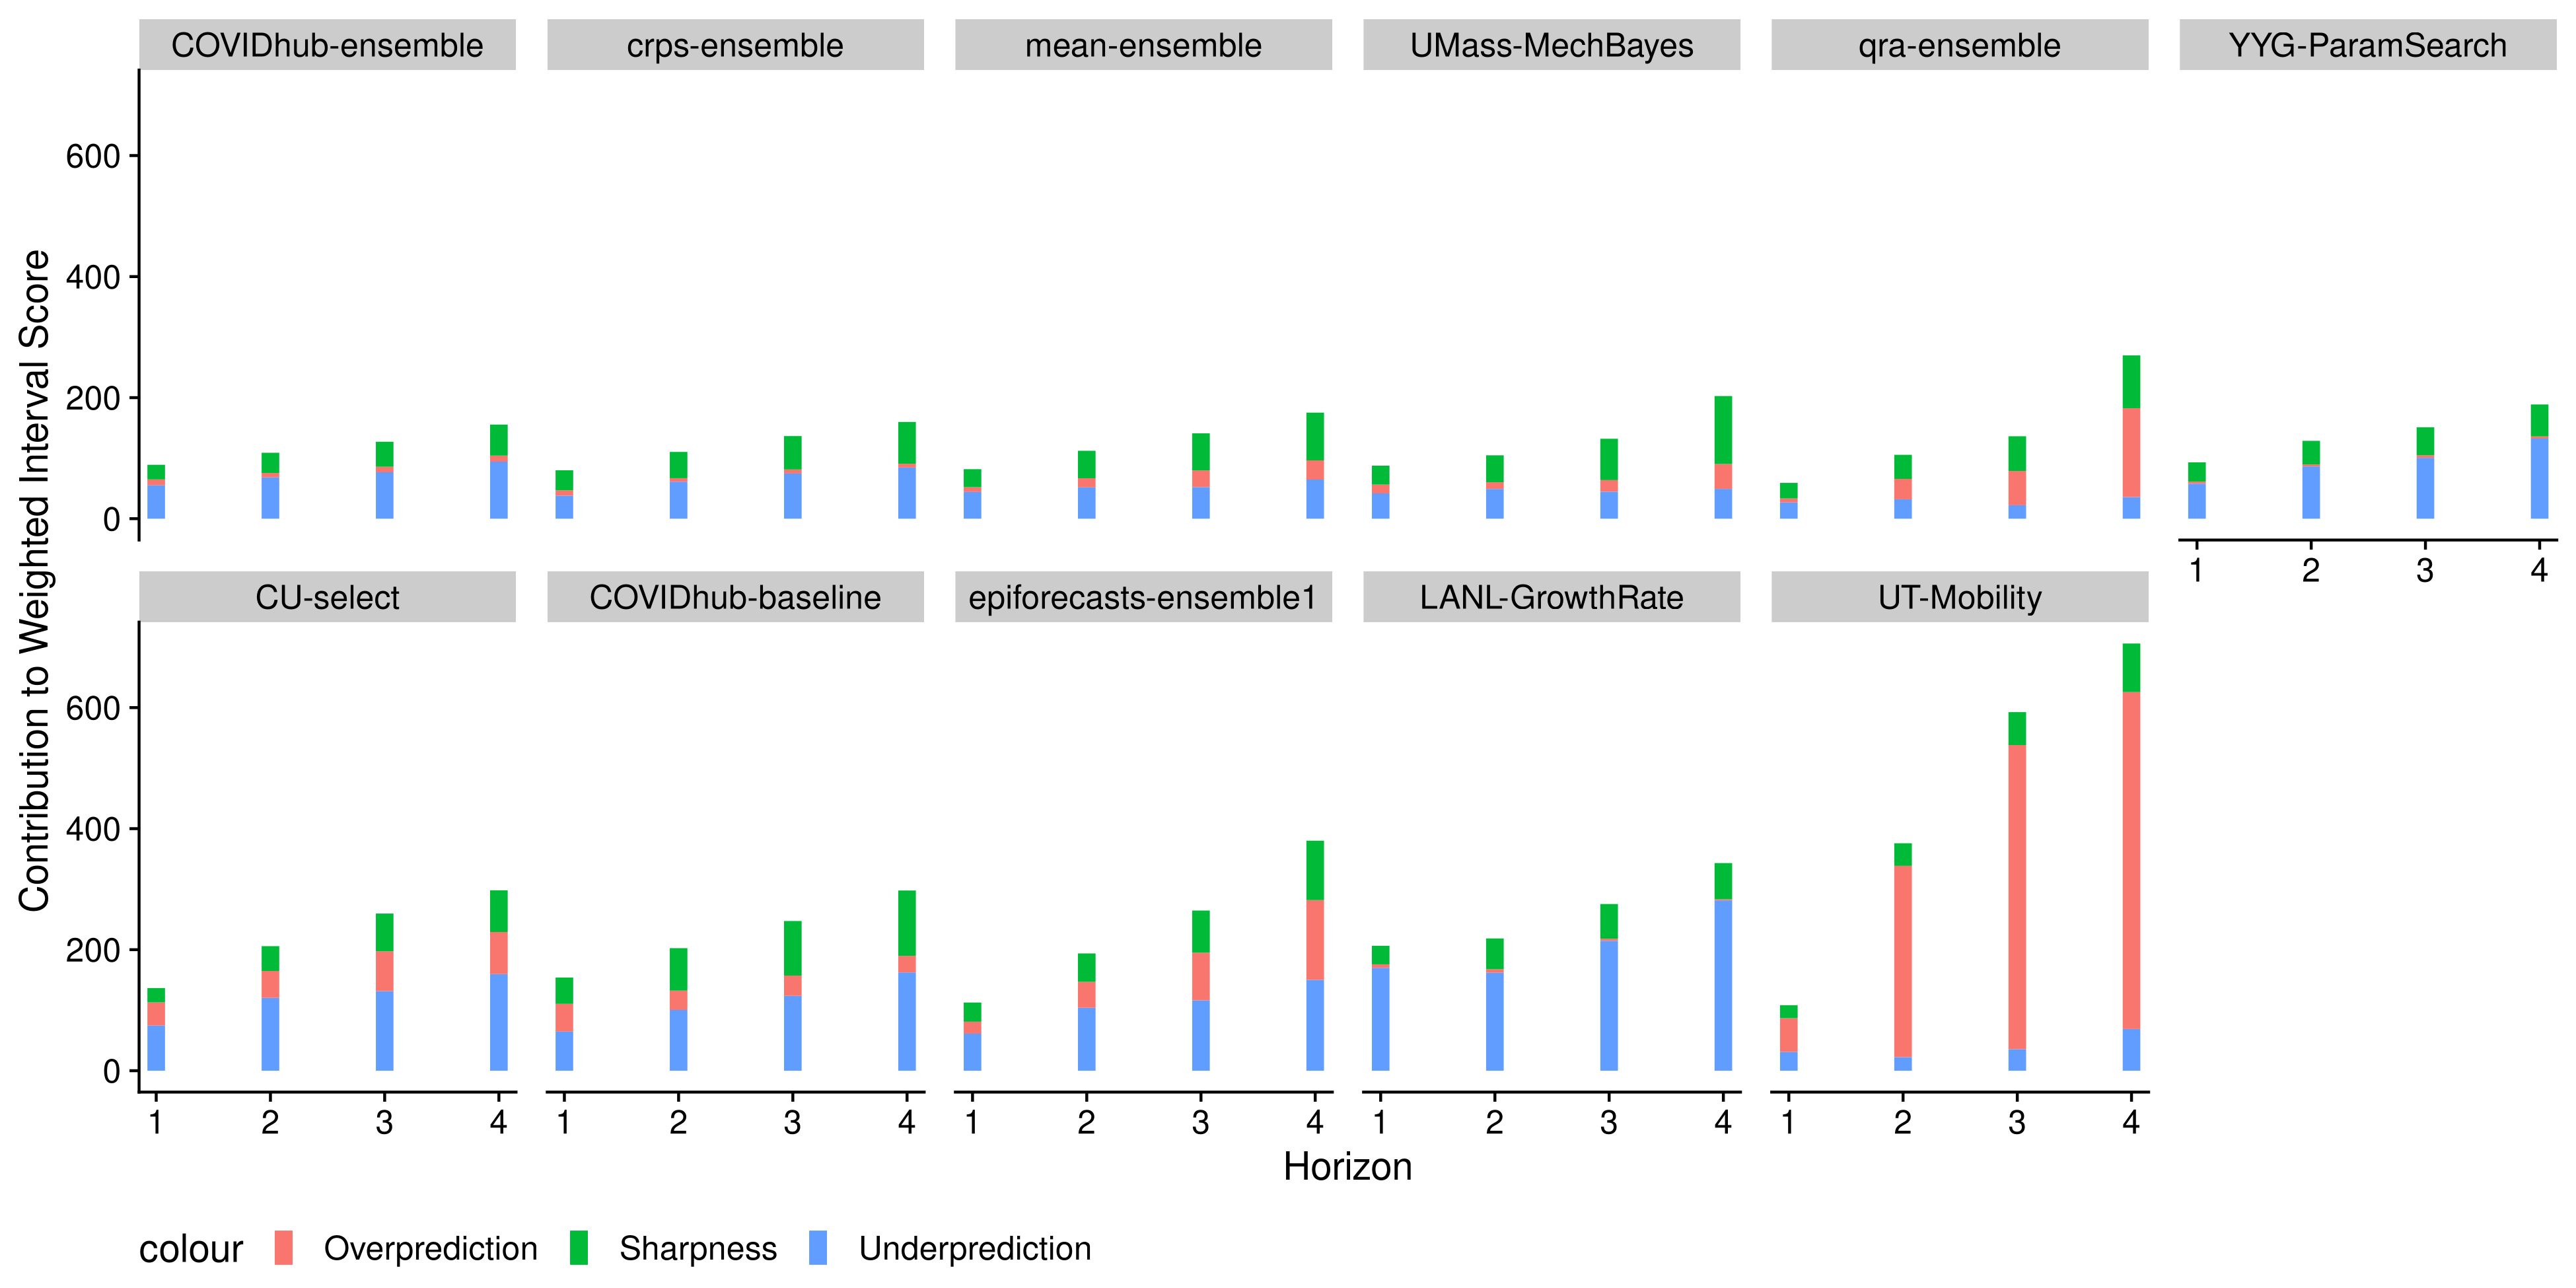 COVIDhub-ensemble
crps-ensemble
mean-ensemble
UMass-MechBayes
qra-ensemble
YYG-ParamSearch
600
400
200
0
1 2 3 4
CU-select
COVIDhub-baseline
epiforecasts-ensemble1
LANL-GrowthRate
UT-Mobility
600
400
200
0
1 2 3 4
1 2 3 4
1 2 3 4
1 2 3 4
1 2 3 4
Contribution to Weighted Interval Score
Horizon
colour Overprediction Sharpness Underprediction